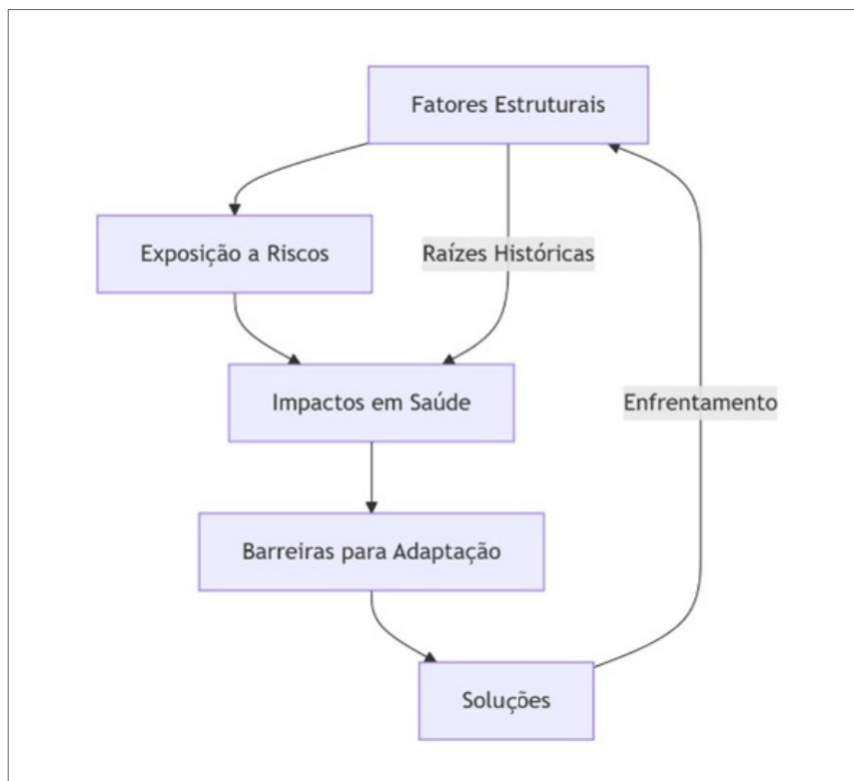 Fatores Estruturais
Exposição a Riscos
Raízes Históricas
Impactos em Saúde
Enfrentamento
Barreiras para Adaptação
Soluções